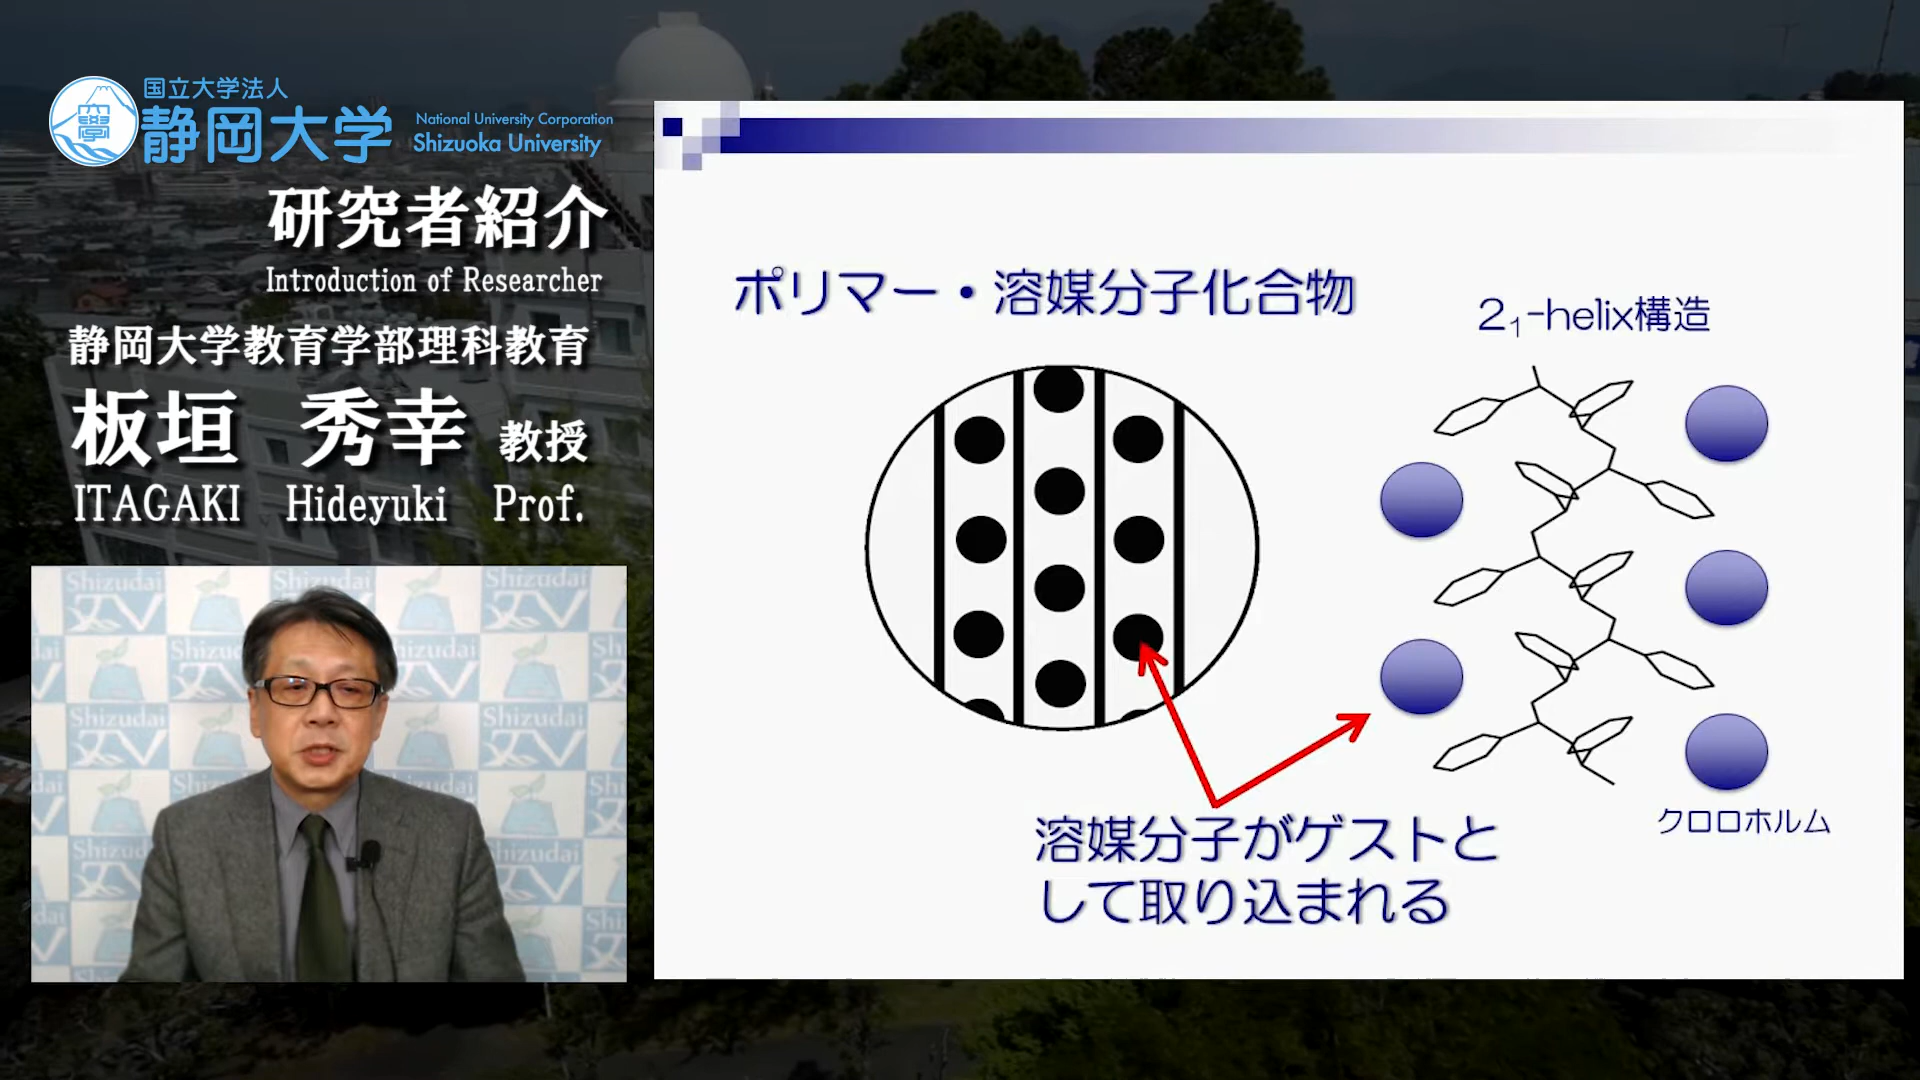 国立大学法人
静岡大学
National University Corporation
Shizuoka University
研究者紹介
Introduction of Researcher
静岡大学教育学部理科教育
板垣 秀幸 教授
ITAGAKI Hideyuki Prof.
Shizudai TV
ポリマー・溶媒分子化合物
2₁-helix構造
クロロホルム
溶媒分子がゲストと
して取り込まれる